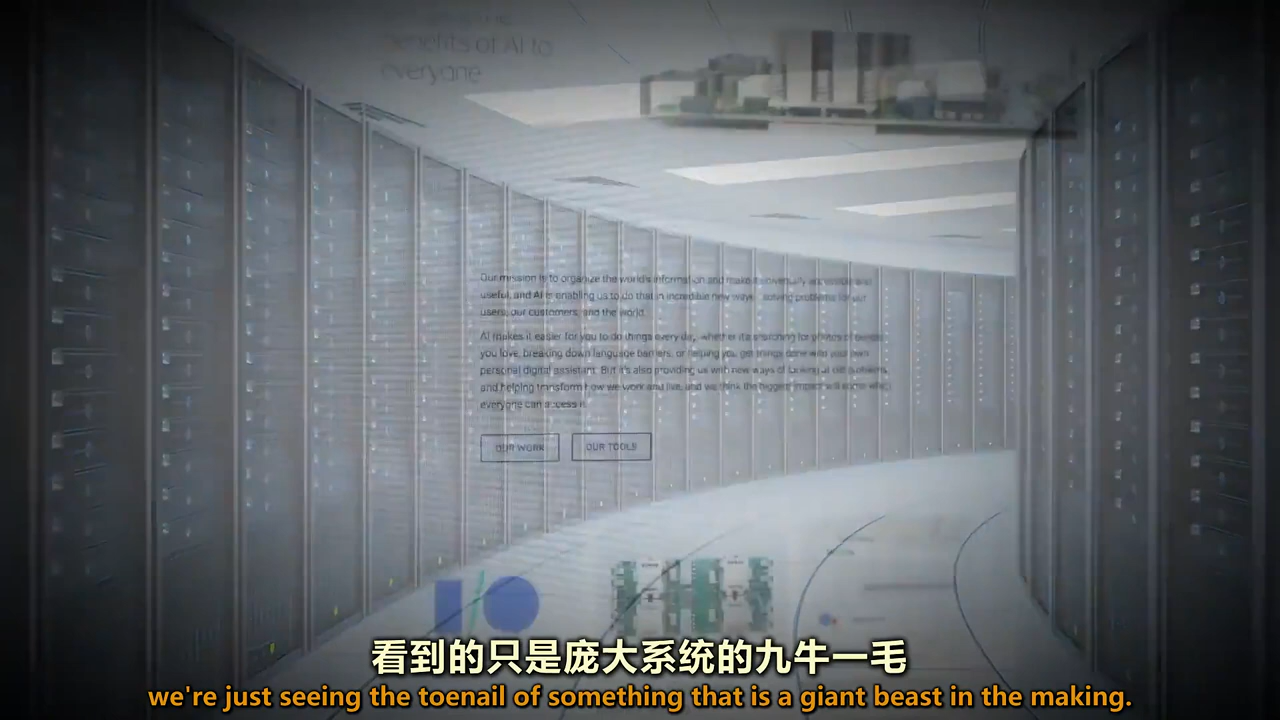 benefits of AI to
everyone
Our mission is to organize the world's information and make it universally accessible and
useful, and AI is enabling us to do that in incredible new ways - solving problems for our
users, our customers, and the world.
AI makes it easier for you to do things every day, whether it's searching for photos of people
you love, breaking down language barriers, or helping you get things done with your own
personal digital assistant. But it's also providing us with new ways of looking at old problems
and helping transform how we work and live, and we think the biggest impact will come when
everyone can access it.
OUR WORK
OUR TOOLS
I/O
看到的只是庞大系统的九牛一毛
we're just seeing the toenail of something that is a giant beast in the making.